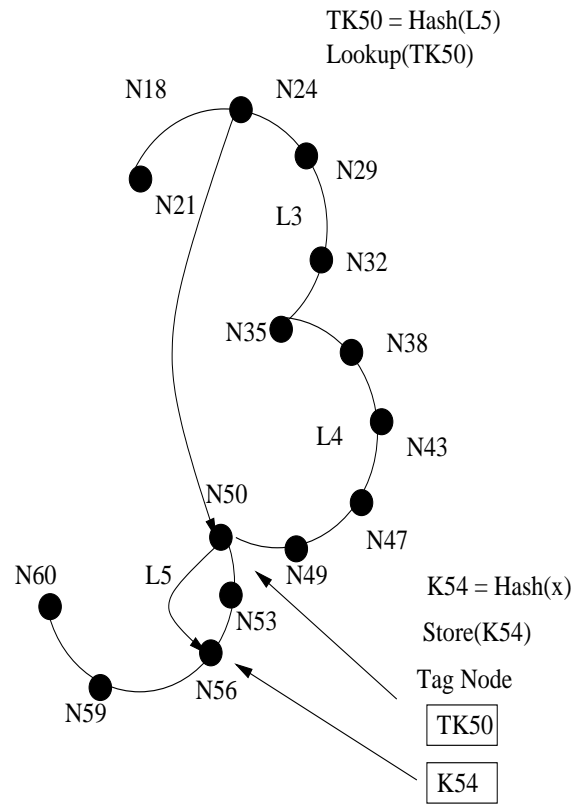 TK50 = Hash(L5)
Lookup(TK50)
N18
N24
N29
N21
L3
N32
N35
N38
L4
N43
N50
N47
N49
L5
N60
N53
K54 = Hash(x)
Store(K54)
N56
N59
Tag Node
TK50
K54